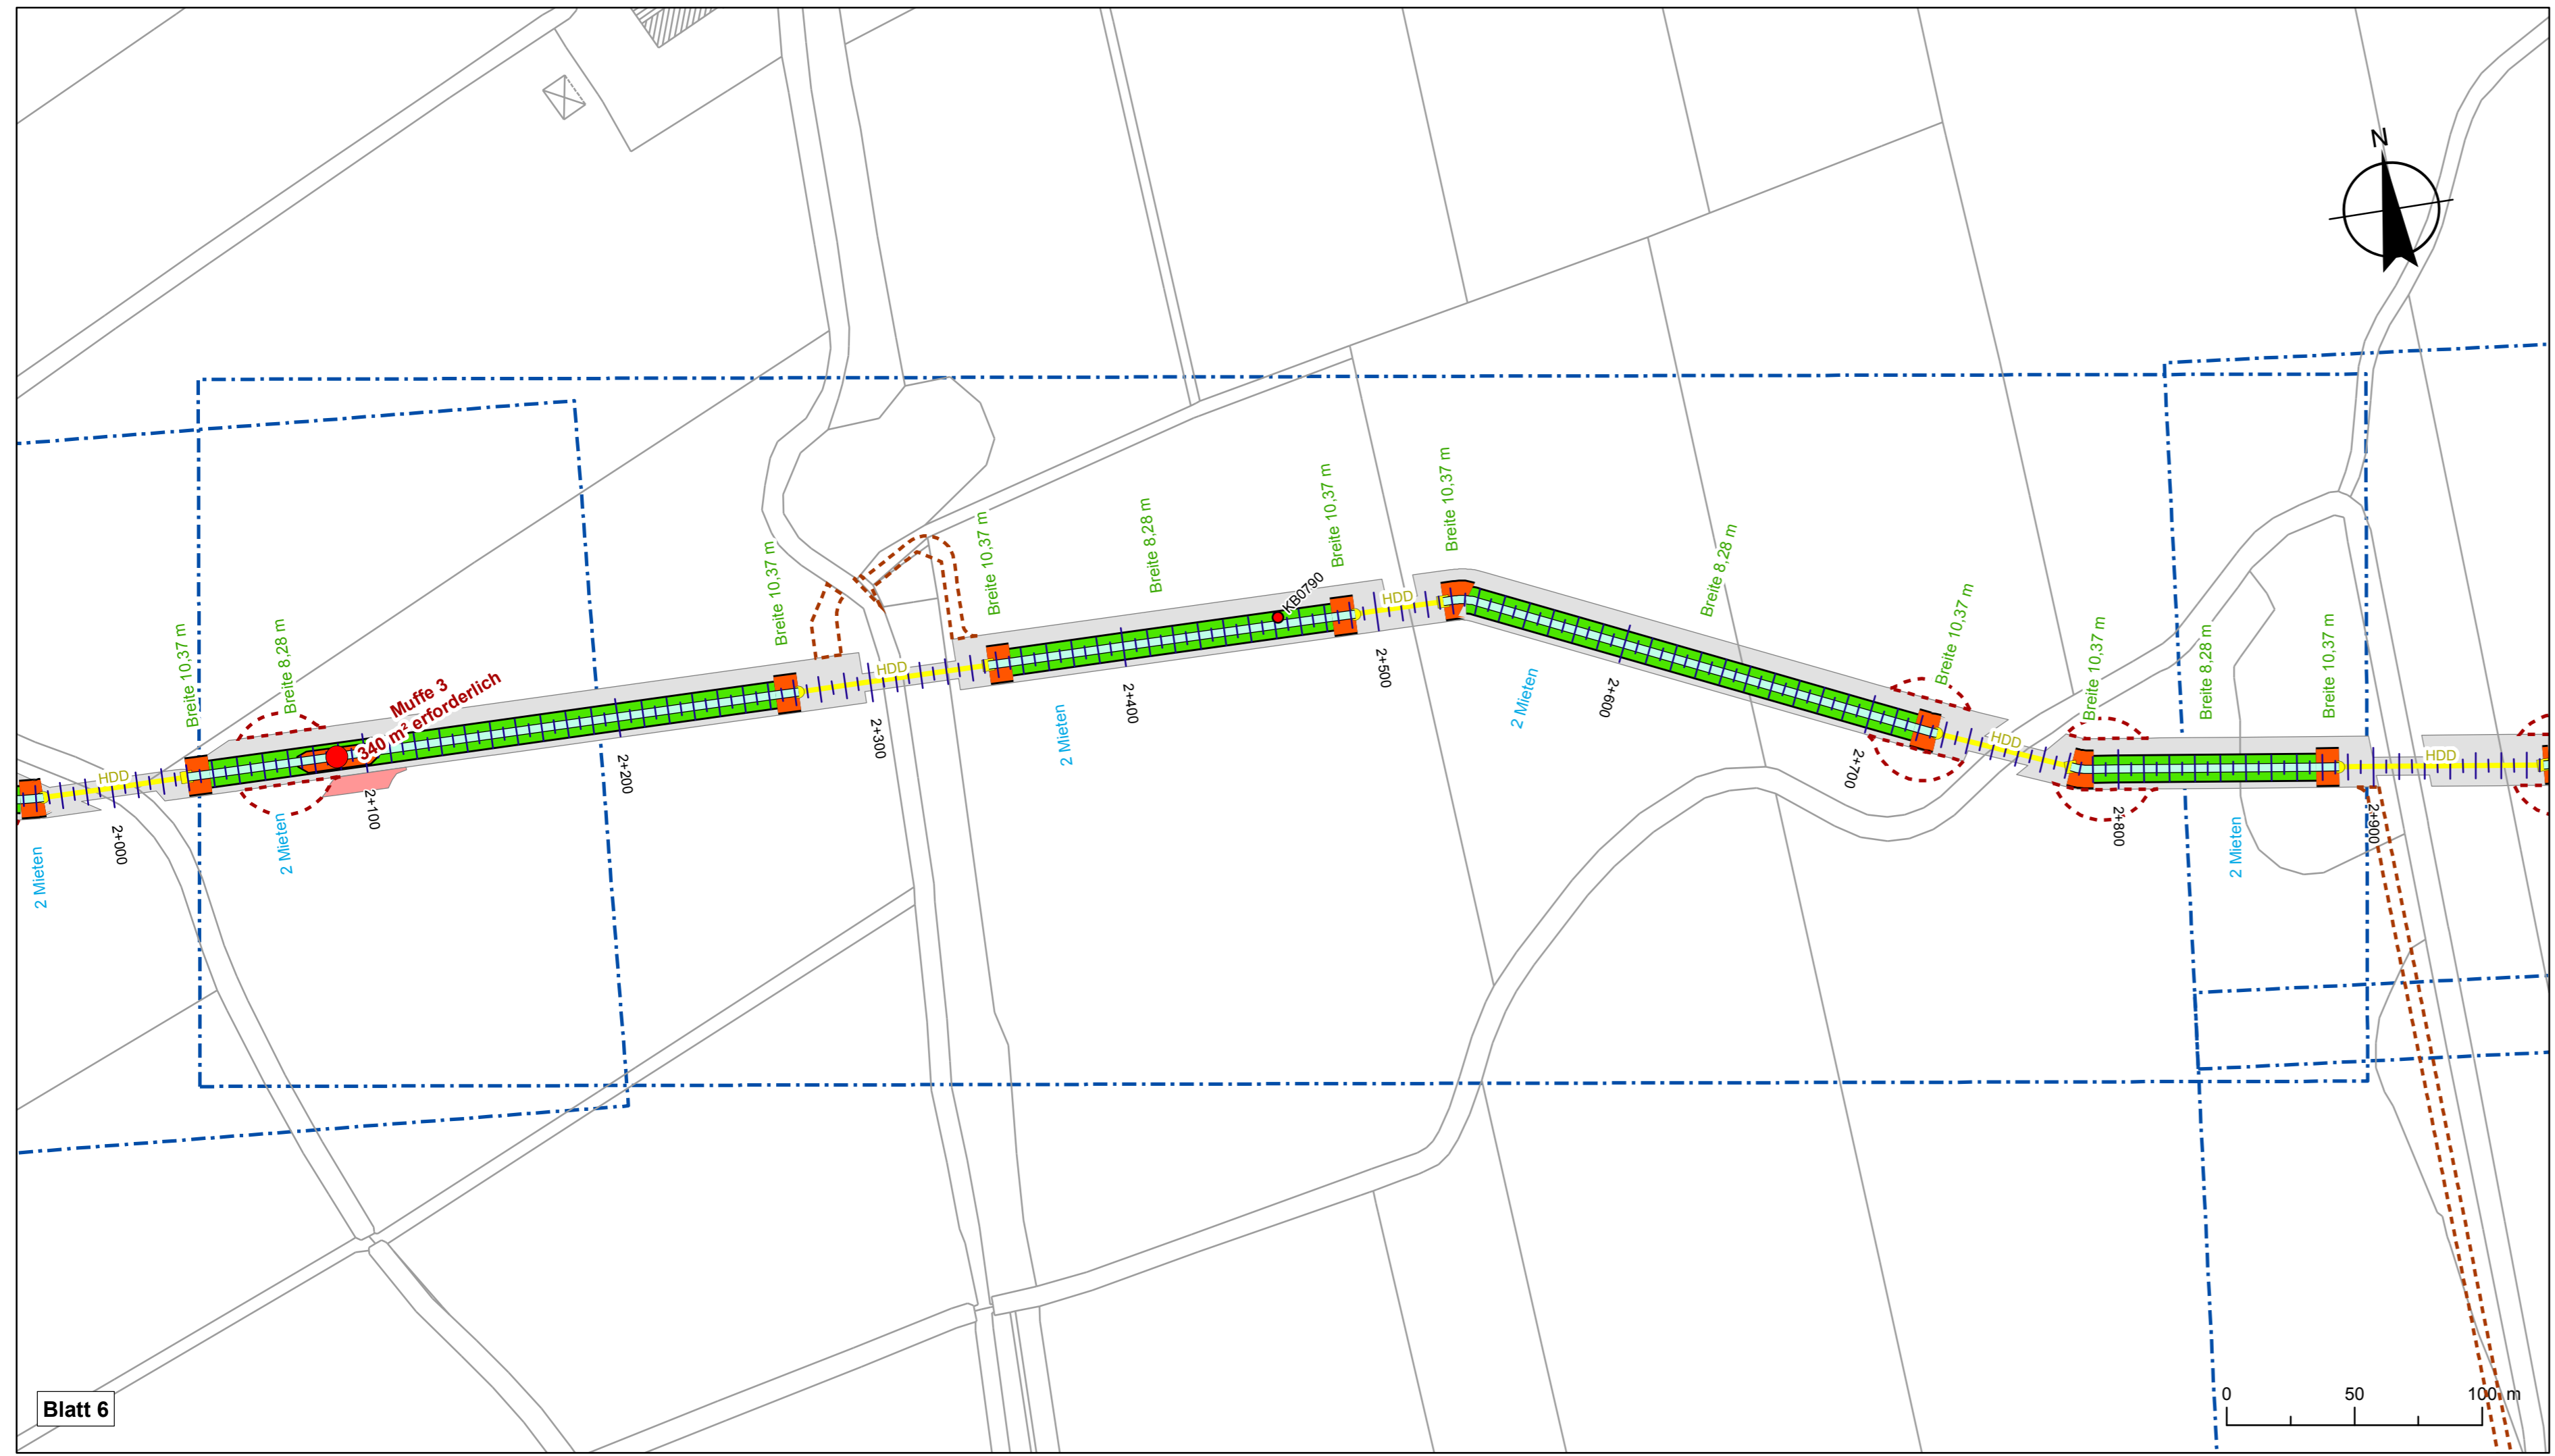 N
Breite 10,37 m
Breite 10,37 m
Breite 8,28 m
Breite 10,37 m
Breite 8,28 m
Breite 10,37 m
KB0790
HDD
Breite 10,37 m
Breite 8,28 m
Breite 10,37 m
Breite 10,37 m
Breite 8,28 m
Breite 10,37 m
Muffe 3
340 m² erforderlich
HDD
HDD
HDD
HDD
2+000
2+100
2+200
2+300
2+400
2+500
2+600
2+700
2+800
2+900
2 Mieten
2 Mieten
2 Mieten
2 Mieten
2 Mieten
Blatt 6
0 50 100 m